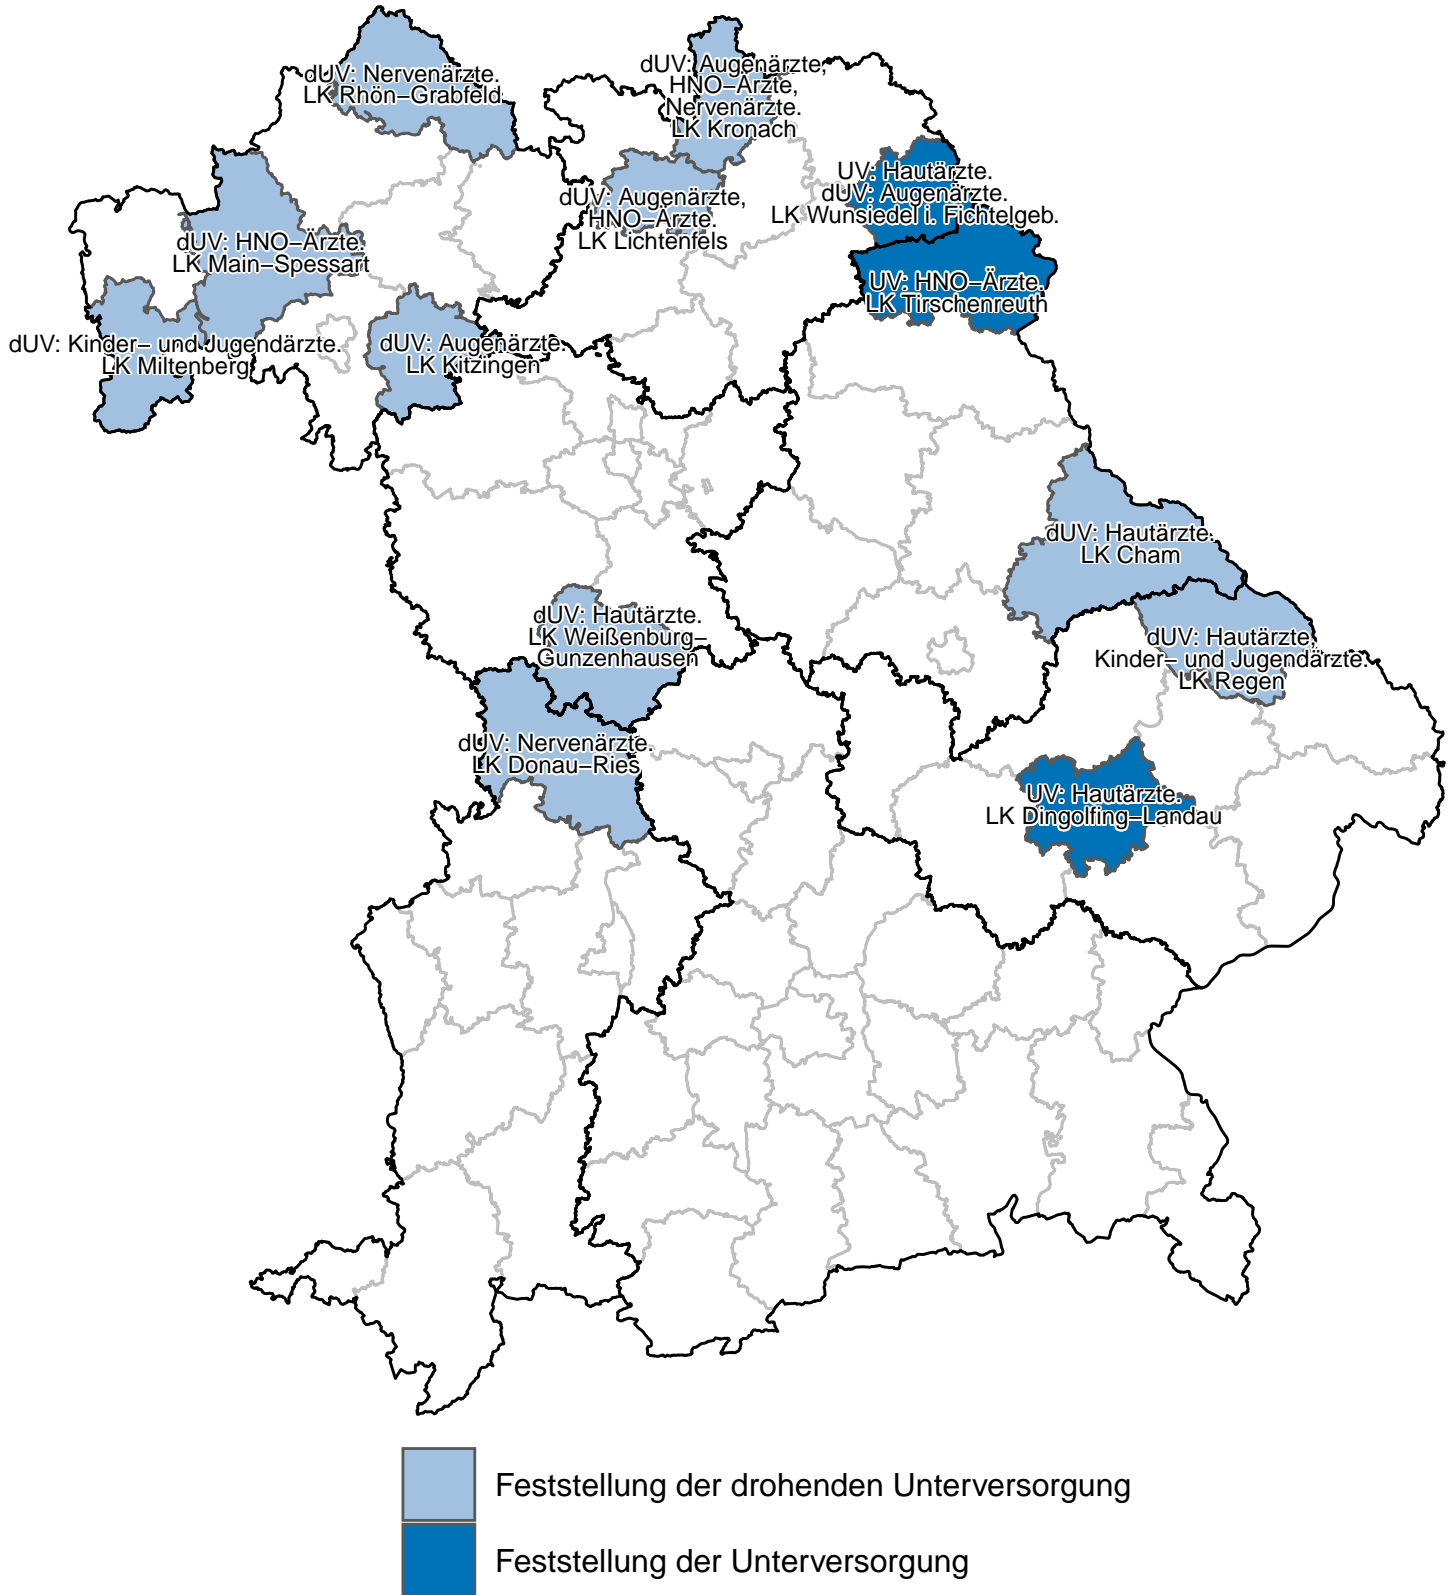 dUV: Nervenärzte.
LK Rhön–Grabfeld
dUV: Augenärzte,
HNO–Ärzte,
Nervenärzte.
LK Kronach
UV: Hautärzte.
dUV: Augenärzte.
LK Wunsiedel i. Fichtelgeb.
dUV: Augenärzte,
HNO–Ärzte.
LK Lichtenfels
dUV: HNO–Ärzte.
LK Main–Spessart
UV: HNO–Ärzte.
LK Tirschenreuth
dUV: Kinder– und Jugendärzte.
LK Miltenberg
dUV: Augenärzte.
LK Kitzingen
dUV: Hautärzte.
LK Cham
dUV: Hautärzte.
LK Weißenburg–
Gunzenhausen
dUV: Hautärzte,
Kinder– und Jugendärzte.
LK Regen
dUV: Nervenärzte.
LK Donau–Ries
UV: Hautärzte.
LK Dingolfing–Landau
Feststellung der drohenden Unterversorgung
Feststellung der Unterversorgung